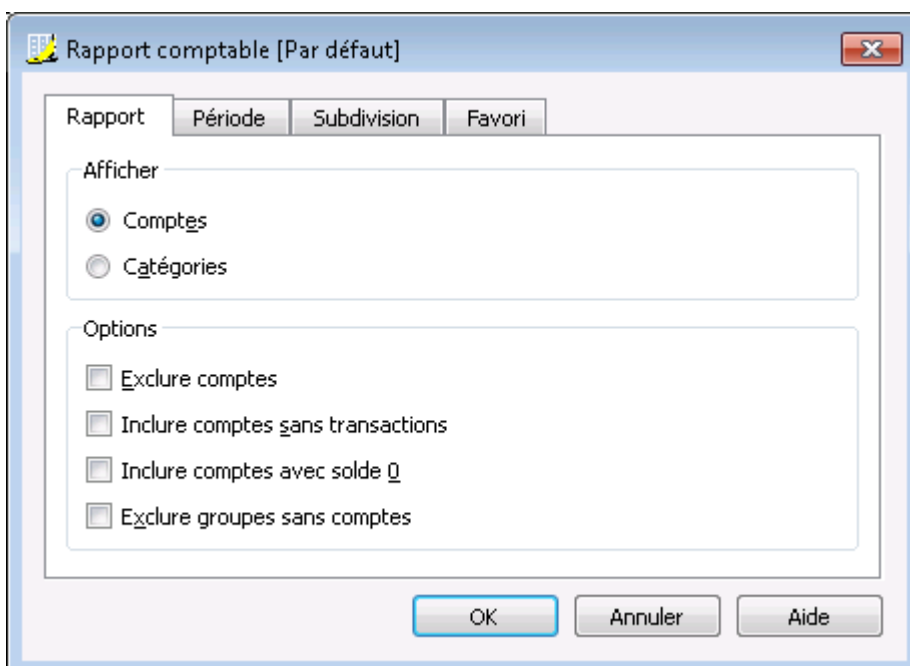 Rapport comptable [Par défaut]
Rapport Période Subdivision Favori
Afficher
Comptes
Catégories
Options
Exclure comptes
Inclure comptes sans transactions
Inclure comptes avec solde 0
Exclure groupes sans comptes
OK Annuler Aide